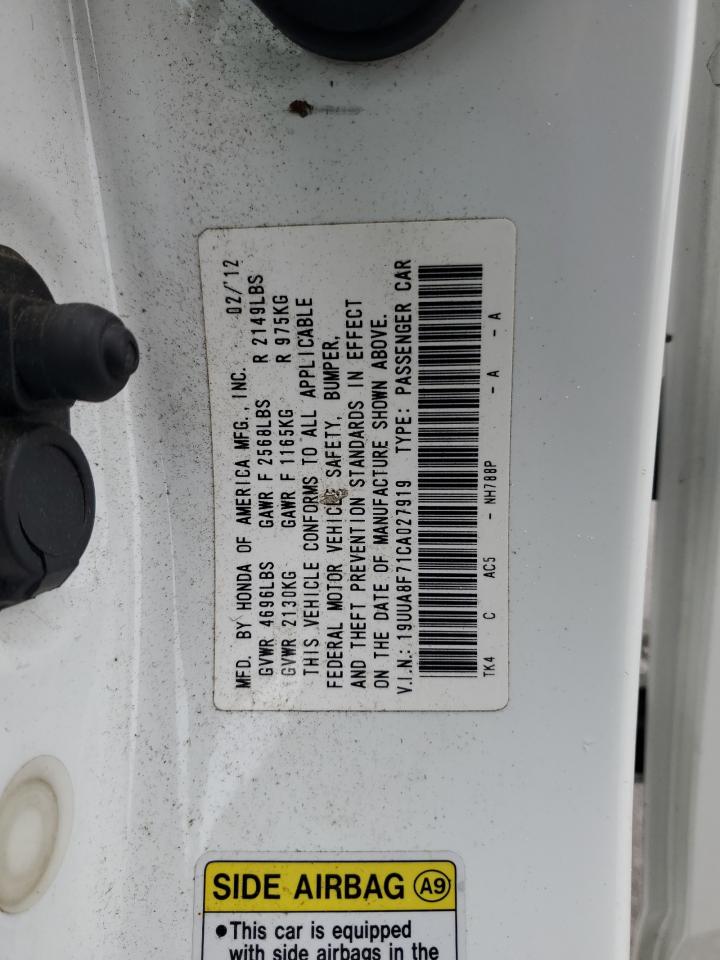 MFD. BY HONDA OF AMERICA MFG., INC. 02/'12
GVWR 4696LBS GAWR F 2568LBS R 2149LBS
GVWR 2130KG GAWR F 1165KG R 975KG
THIS VEHICLE CONFORMS TO ALL APPLICABLE
FEDERAL MOTOR VEHICLE SAFETY, BUMPER,
AND THEFT PREVENTION STANDARDS IN EFFECT
ON THE DATE OF MANUFACTURE SHOWN ABOVE.
V.I.N.: 19UUA8F71CA027919 TYPE: PASSENGER CAR
TK4 C AC5 - NH788P - A - A
SIDE AIRBAG A9
●This car is equipped
with side airbags in the